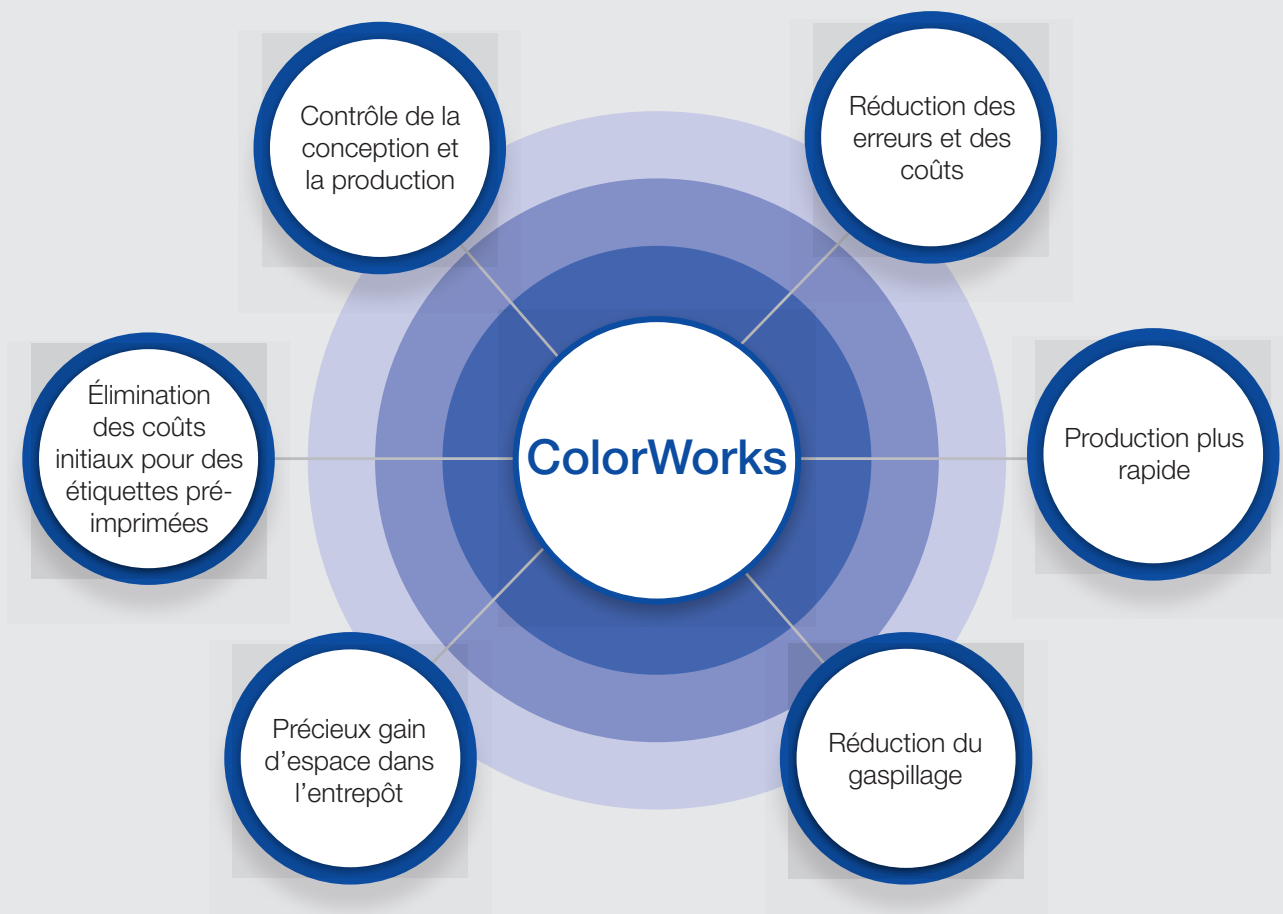 Contrôle de la
conception et
la production
Réduction des
erreurs et des
coûts
Élimination
des coûts
initiaux pour des
étiquettes pré-
imprimées
ColorWorks
Production plus
rapide
Précieux gain
d’espace dans
l’entrepôt
Réduction du
gaspillage